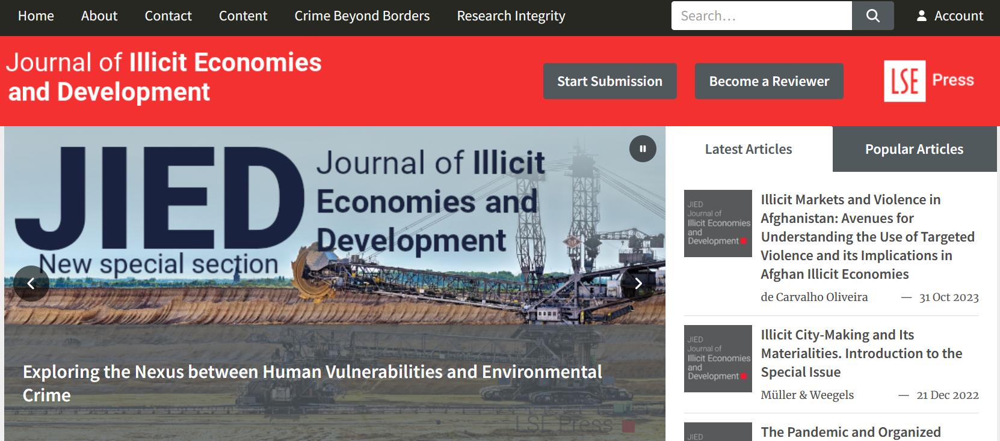 Home About Contact Content Crime Beyond Borders Research Integrity Search... Account
Journal of Illicit Economies
and Development
Start Submission Become a Reviewer LSE Press
JIED
Journal of Illicit
Economies and
Development
New special section
Exploring the Nexus between Human Vulnerabilities and Environmental
Crime
LSE Press
Latest Articles Popular Articles
JIED
Journal of
Illicit Economies
and
Development
Illicit Markets and Violence in
Afghanistan: Avenues for
Understanding the Use of Targeted
Violence and its Implications in
Afghan Illicit Economies
de Carvalho Oliveira — 31 Oct 2023
JIED
Journal of
Illicit Economies
and
Development
Illicit City-Making and Its
Materialities. Introduction to the
Special Issue
Müller & Weegels — 21 Dec 2022
JIED
The Pandemic and Organized